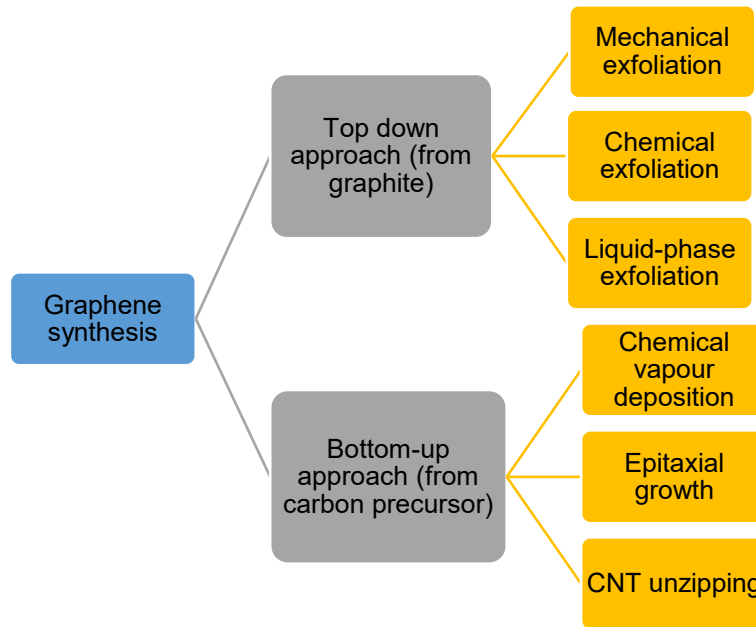 Graphene
synthesis
Top down
approach (from
graphite)
Mechanical
exfoliation
Chemical
exfoliation
Liquid-phase
exfoliation
Bottom-up
approach (from
carbon precursor)
Chemical
vapour
deposition
Epitaxial
growth
CNT unzipping